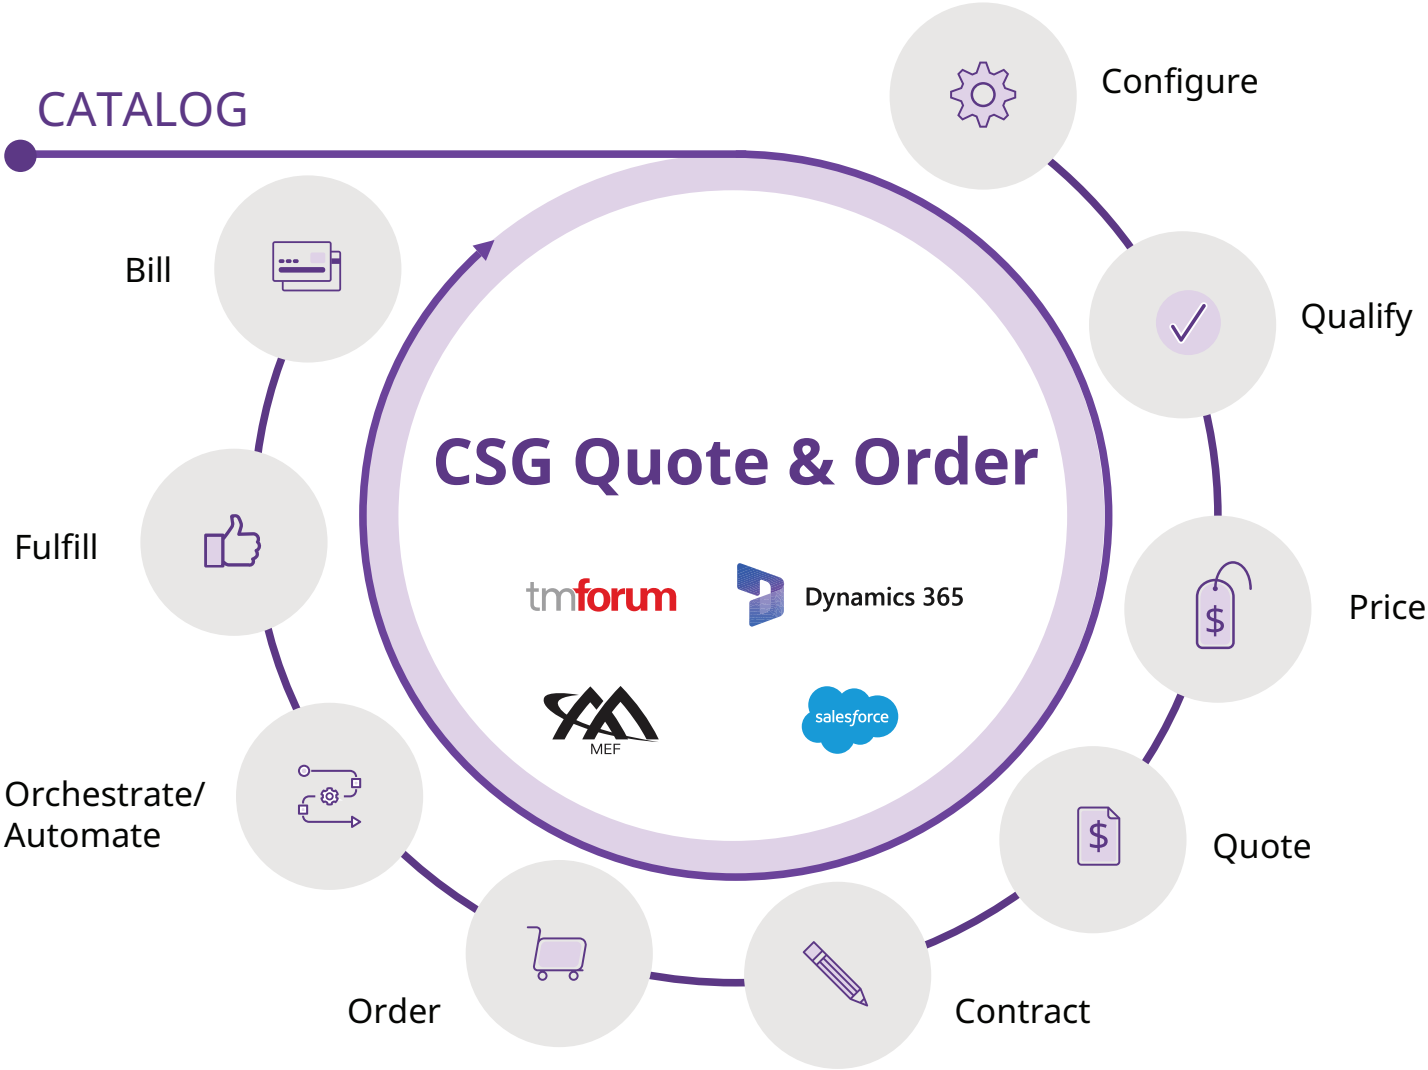 CATALOG
Configure
Qualify
Price
Quote
Contract
Order
Orchestrate/
Automate
Fulfill
Bill
CSG Quote & Order
tmforum
Dynamics 365
MEF
salesforce
$
$